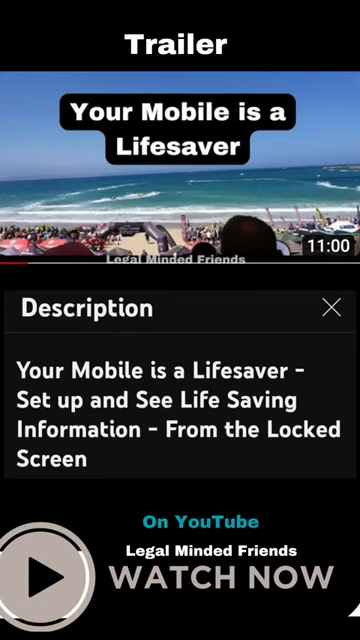 Trailer
Your Mobile is a
Lifesaver
11:00
Legal Minded Friends
Description
Your Mobile is a Lifesaver -
Set up and See Life Saving
Information - From the Locked
Screen
On YouTube
Legal Minded Friends
WATCH NOW